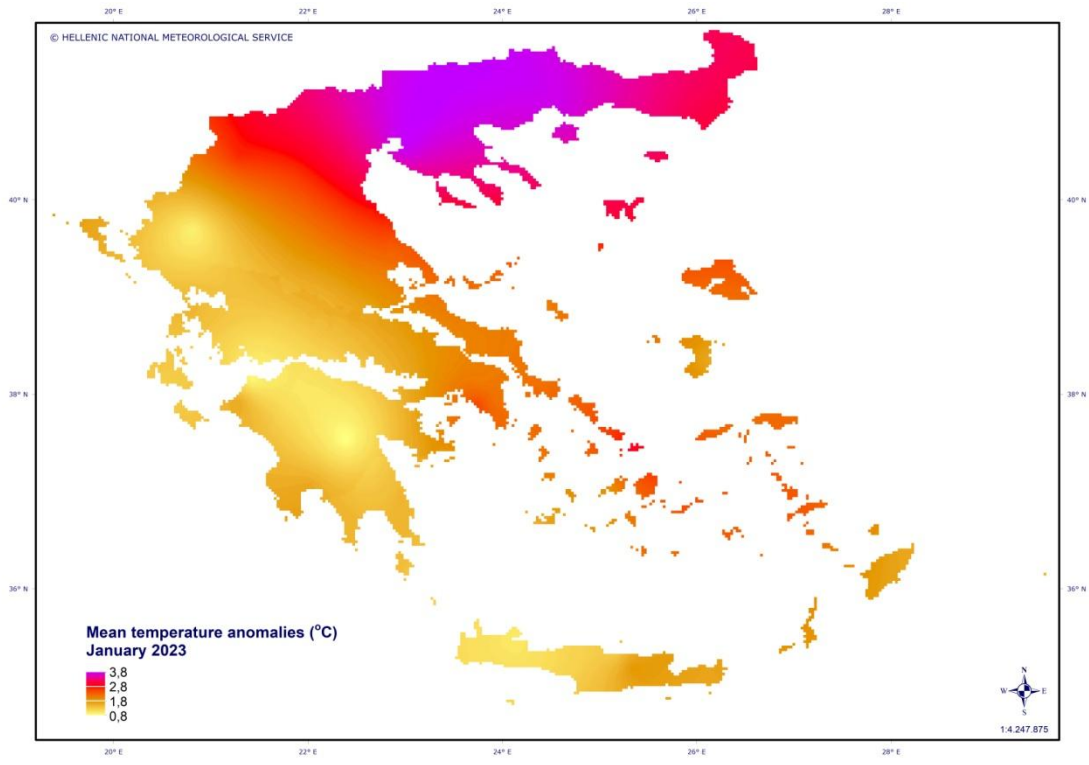 20° E 22° E 24° E 26° E 28° E
© HELLENIC NATIONAL METEOROLOGICAL SERVICE
40° N 40° N
38° N 38° N
36° N 36° N
Mean temperature anomalies (°C)
January 2023
3,8
2,8
1,8
0,8
N
W E
S
1:4.247.875
20° E 22° E 24° E 26° E 28° E